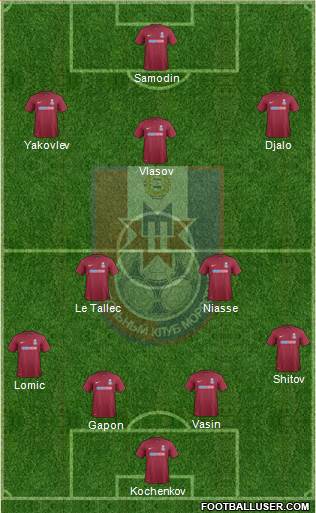 Samodin
Yakovlev
Djalo
Vlasov
Le Tallec
Niasse
Lomic
Shitov
Gapon
Vasin
Kochenkov
FOOTBALLUSER.COM